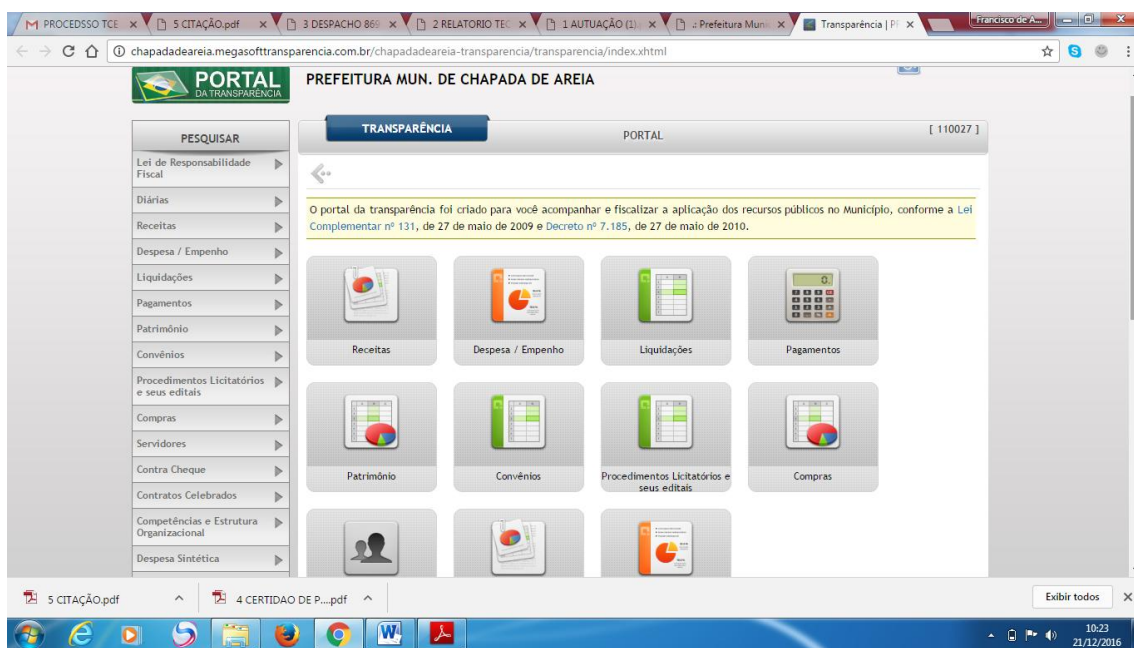 PROCEDSSO TCE
5 CITAÇÃO.pdf
3 DESPACHO 869
2 RELATORIO TEC
1 AUTUAÇÃO (1).
.: Prefeitura Muni
Transparência | PR
Francisco de A...
chapadadeareia.megasofttransparencia.com.br/chapadadeareia-transparencia/transparencia/index.xhtml
PORTAL
DA TRANSPARÊNCIA
PREFEITURA MUN. DE CHAPADA DE AREIA
PESQUISAR
Lei de Responsabilidade
Fiscal
Diárias
Receitas
Despesa / Empenho
Liquidações
Pagamentos
Patrimônio
Convênios
Procedimentos Licitatórios
e seus editais
Compras
Servidores
Contra Cheque
Contratos Celebrados
Competências e Estrutura
Organizacional
Despesa Sintética
TRANSPARÊNCIA
PORTAL
[ 110027 ]
O portal da transparência foi criado para você acompanhar e fiscalizar a aplicação dos recursos públicos no Município, conforme a Lei
Complementar nº 131, de 27 de maio de 2009 e Decreto nº 7.185, de 27 de maio de 2010.
Receitas
Despesa / Empenho
Liquidações
Pagamentos
Patrimônio
Convênios
Procedimentos Licitatórios e
seus editais
Compras
5 CITAÇÃO.pdf
4 CERTIDAO DE P....pdf
Exibir todos
10:23
21/12/2016